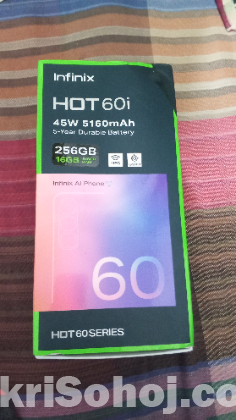 Infinix
HOT 60i
45W 5160mAh
5-Year Durable Battery
256GB
16GB
Infinix AI Phone
60
HOT 60 SERIES
kriSohoj.co